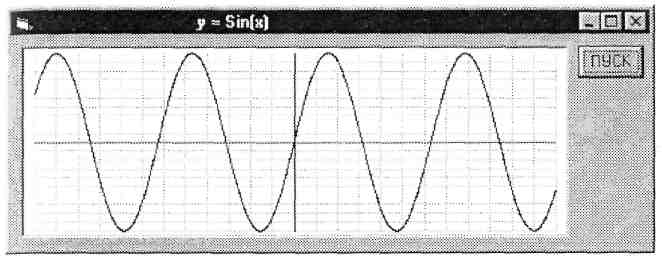 y = Sin(x)
ПУСК